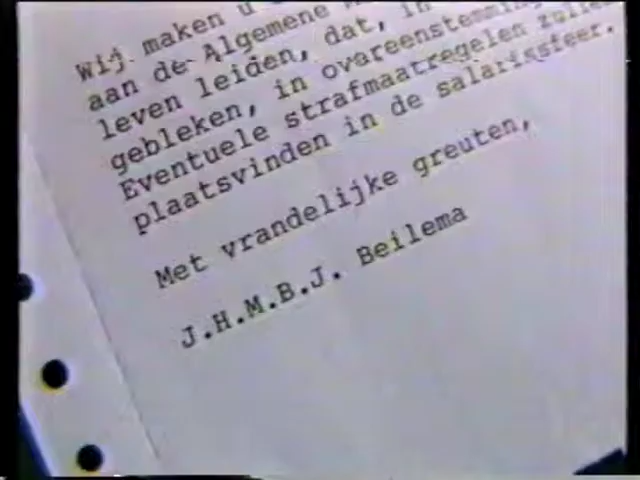 Wij maken u
aan de Algemene
leven leiden, dat, in
gebleken, in overeenstemming
Eventuele strafmaatregelen zullen
plaatsvinden in de salarissfeer.
Met vrandelijke greuten,
J.H.M.B.J. Beilema